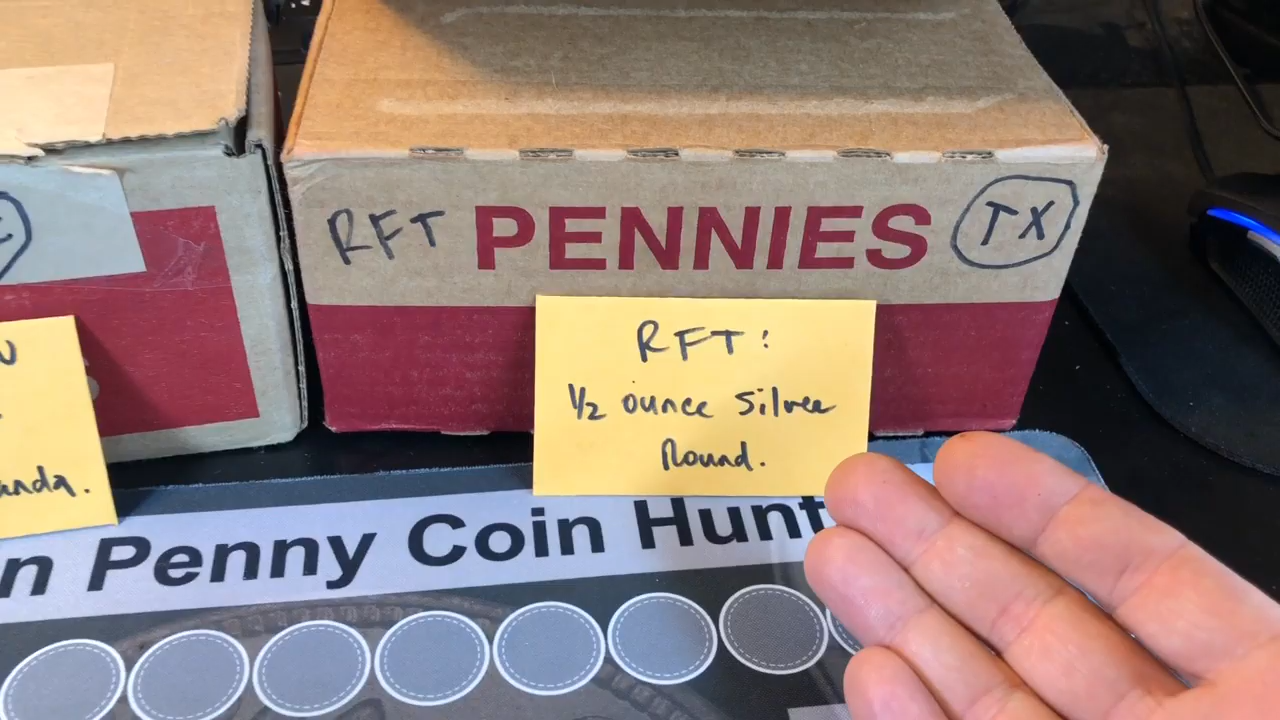 RFT PENNIES TX
RFT:
1/2 ounce Silver
Round.
n Penny Coin Hunt